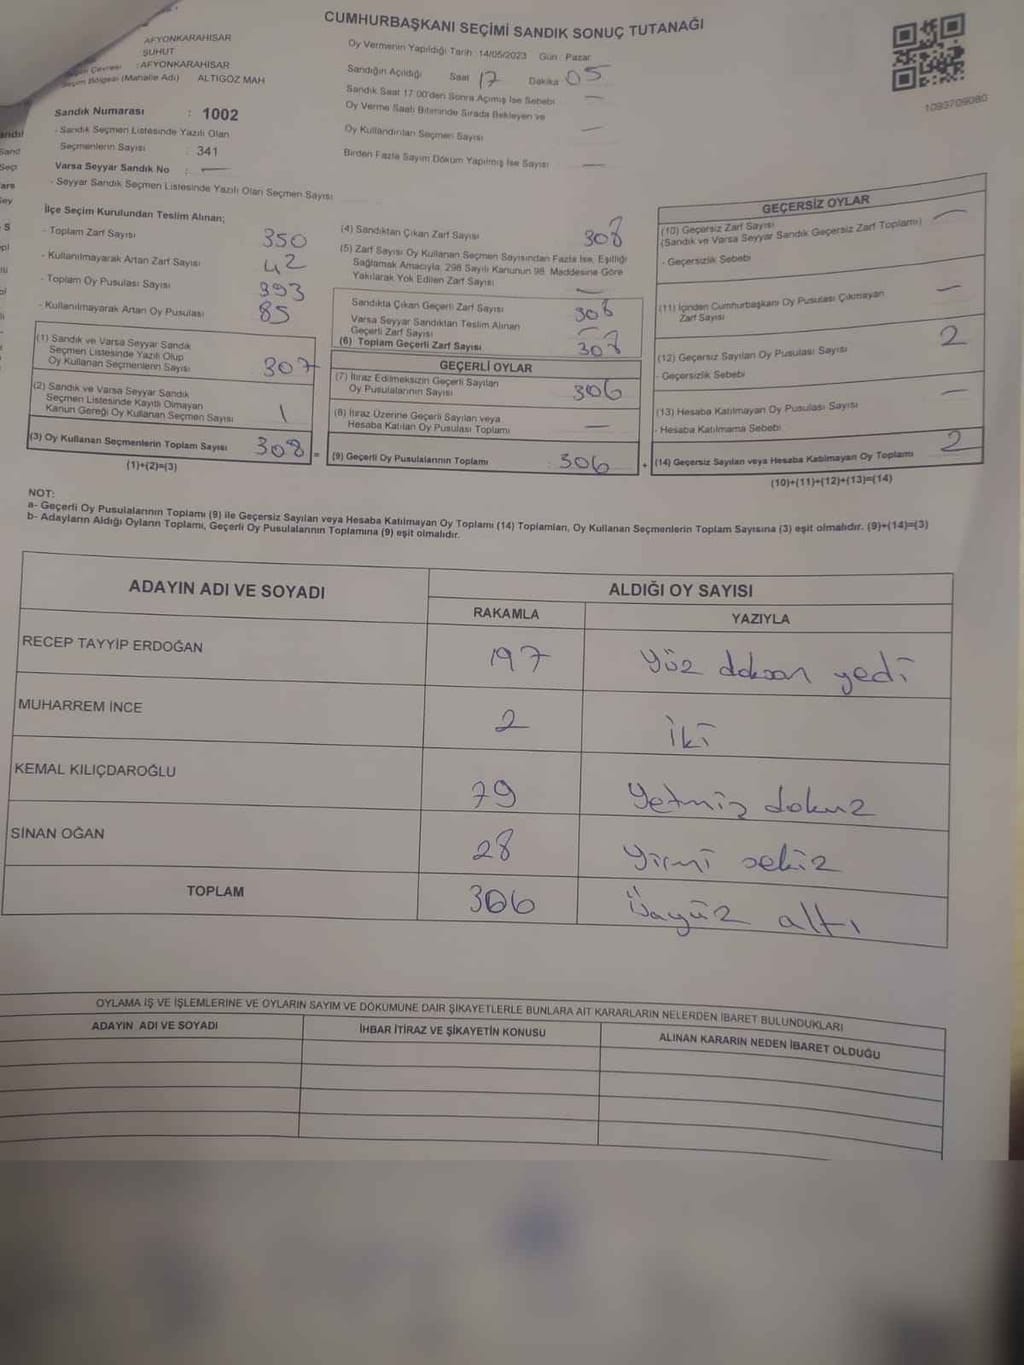 CUMHURBAŞKANI SEÇİMİ SANDIK SONUÇ TUTANAĞI
AFYONKARAHİSAR
ŞUHUT
Çevresi : AFYONKARAHİSAR
Seçim Bölgesi (Mahalle Adı) ALTIGÖZ MAH
Sandık Numarası : 1002
- Sandık Seçmen Listesinde Yazılı Olan
Seçmenlerin Sayısı : 341
Varsa Seyyar Sandık No : —
- Seyyar Sandık Seçmen Listesinde Yazılı Olan Seçmen Sayısı
Oy Vermenin Yapıldığı Tarih : 14/05/2023 Gün : Pazar
Sandığın Açıldığı Saat 17 Dakika 05
Sandık Saat 17:00'den Sonra Açılmış İse Sebebi —
Oy Verme Saati Bitiminde Sırada Bekleyen ve
Oy Kullandırılan Seçmen Sayısı —
Birden Fazla Sayım Döküm Yapılmış İse Sayısı —
1093709080
İlçe Seçim Kurulundan Teslim Alınan;
- Toplam Zarf Sayısı 350
- Kullanılmayarak Artan Zarf Sayısı 42
- Toplam Oy Pusulası Sayısı 393
- Kullanılmayarak Artan Oy Pusulası 85
(1) Sandık ve Varsa Seyyar Sandık
Seçmen Listesinde Yazılı Olup
Oy Kullanan Seçmenlerin Sayısı 307
(2) Sandık ve Varsa Seyyar Sandık
Seçmen Listesinde Kayıtlı Olmayan
Kanun Gereği Oy Kullanan Seçmen Sayısı 1
(3) Oy Kullanan Seçmenlerin Toplam Sayısı 308 =
(1)+(2)=(3)
(4) Sandıktan Çıkan Zarf Sayısı 308
(5) Zarf Sayısı Oy Kullanan Seçmen Sayısından Fazla İse, Eşitliği
Sağlamak Amacıyla, 298 Sayılı Kanunun 98. Maddesine Göre
Yakılarak Yok Edilen Zarf Sayısı —
Sandıkta Çıkan Geçerli Zarf Sayısı 308
Varsa Seyyar Sandıktan Teslim Alınan
Geçerli Zarf Sayısı —
(6) Toplam Geçerli Zarf Sayısı 308
GEÇERLİ OYLAR
(7) İtiraz Edilmeksizin Geçerli Sayılan
Oy Pusulalarının Sayısı 306
(8) İtiraz Üzerine Geçerli Sayılan veya
Hesaba Katılan Oy Pusulası Toplamı —
(9) Geçerli Oy Pusulalarının Toplamı : 306 +
GEÇERSİZ OYLAR
(10) Geçersiz Zarf Sayısı
(Sandık ve Varsa Seyyar Sandık Geçersiz Zarf Toplamı) —
- Geçersizlik Sebebi
(11) İçinden Cumhurbaşkanı Oy Pusulası Çıkmayan
Zarf Sayısı —
(12) Geçersiz Sayılan Oy Pusulası Sayısı 2
- Geçersizlik Sebebi
(13) Hesaba Katılmayan Oy Pusulası Sayısı —
- Hesaba Katılmama Sebebi
(14) Geçersiz Sayılan veya Hesaba Katılmayan Oy Toplamı 2
(10)+(11)+(12)+(13)=(14)
NOT:
a- Geçerli Oy Pusulalarının Toplamı (9) ile Geçersiz Sayılan veya Hesaba Katılmayan Oy Toplamı (14) Toplamları, Oy Kullanan Seçmenlerin Toplam Sayısına (3) eşit olmalıdır. (9)+(14)=(3)
b- Adayların Aldığı Oyların Toplamı, Geçerli Oy Pusulalarının Toplamına (9) eşit olmalıdır.
ADAYIN ADI VE SOYADI ALDIĞI OY SAYISI
RAKAMLA YAZIYLA
RECEP TAYYİP ERDOĞAN 197 Yüz doksan yedi
MUHARREM İNCE 2 İki
KEMAL KILIÇDAROĞLU 79 Yetmiş dokuz
SİNAN OĞAN 28 Yirmi sekiz
TOPLAM 306 Üçyüz altı
OYLAMA İŞ VE İŞLEMLERİNE VE OYLARIN SAYIM VE DÖKÜMÜNE DAİR ŞİKAYETLERLE BUNLARA AİT KARARLARIN NELERDEN İBARET BULUNDUKLARI
ADAYIN ADI VE SOYADI İHBAR İTİRAZ VE ŞİKAYETİN KONUSU ALINAN KARARIN NEDEN İBARET OLDUĞU